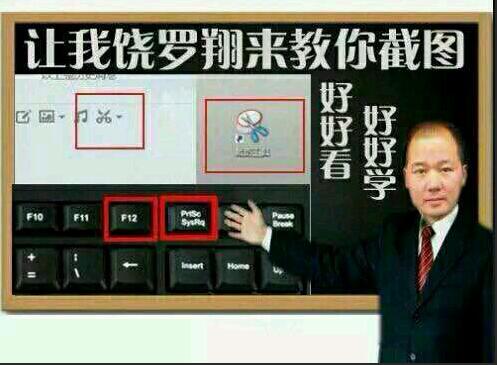 让我饶罗翔来教你截图
好好看
好好学
F10
F11
F12
PrtSc
SysRq
Pause
Break
+
=
|
\
←
Insert
Home